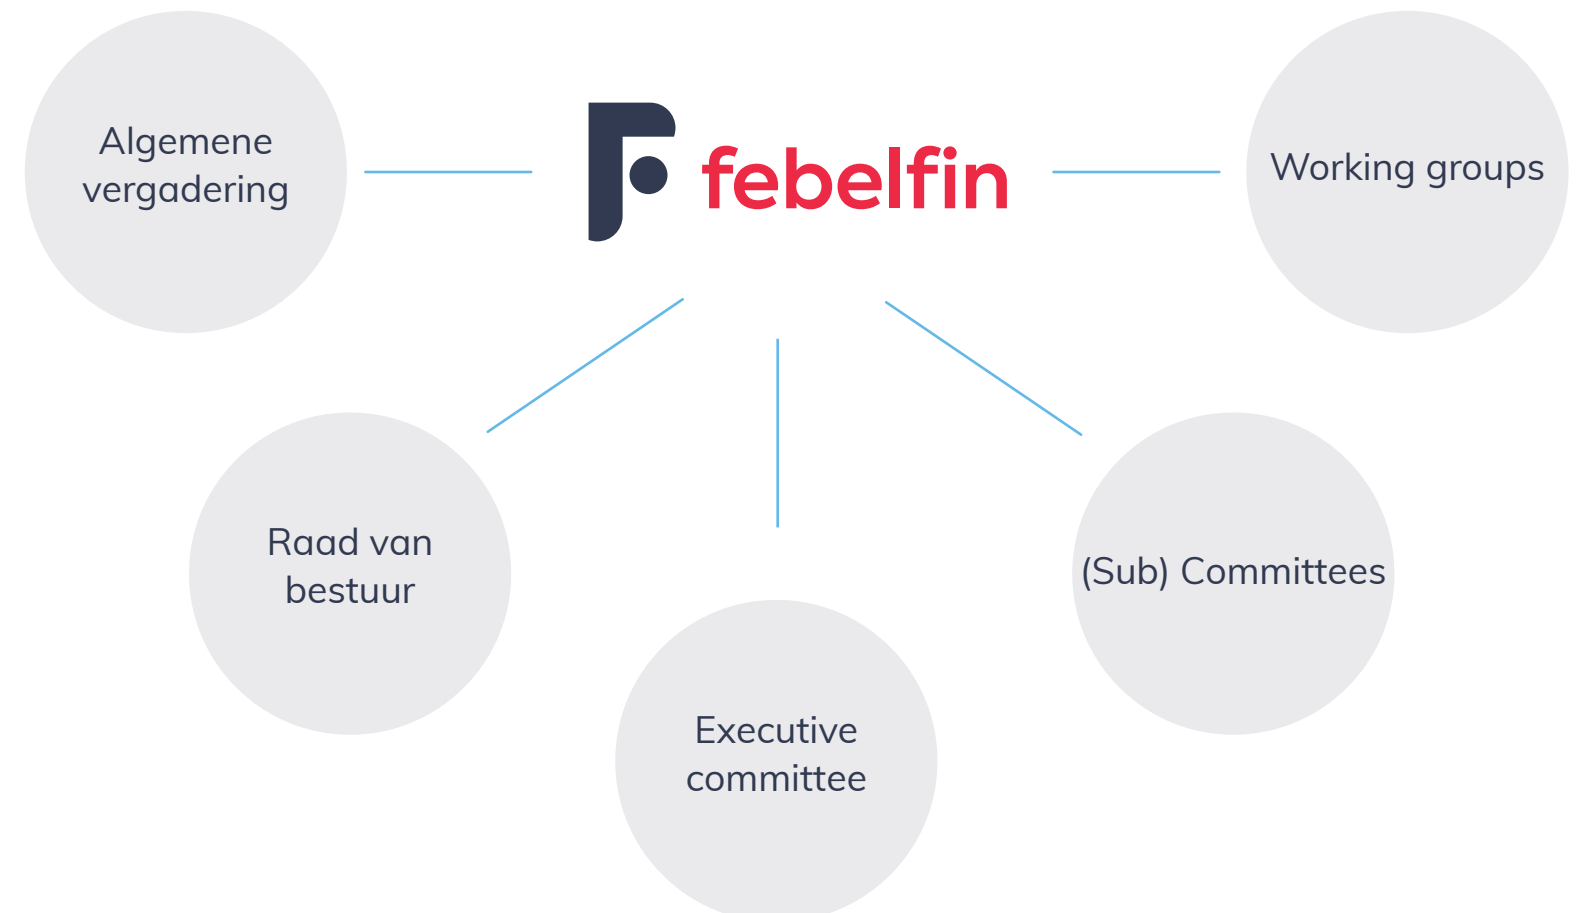 Algemene
vergadering
febelfin
Working groups
Raad van
bestuur
(Sub) Committees
Executive
committee